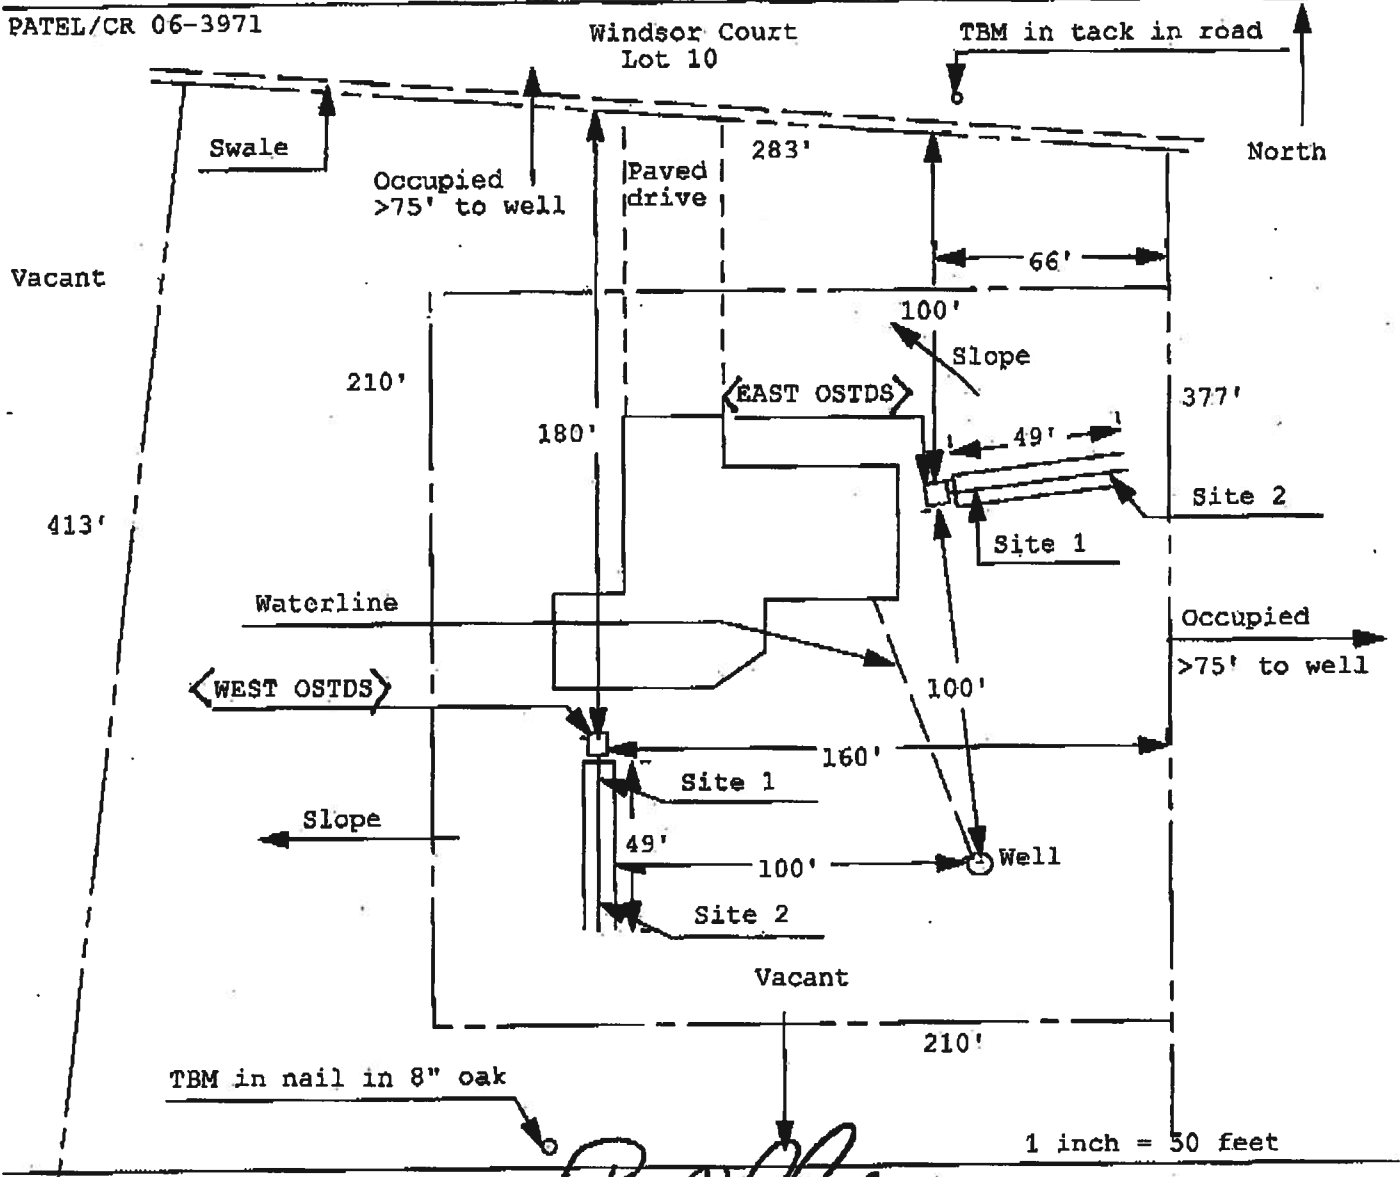 PATEL/CR 06-3971
Windsor Court
Lot 10
TBM in tack in road
North
Swale
Occupied
>75' to well
Paved
drive
283'
66'
Vacant
100'
Slope
210'
EAST OSTDS
377'
180'
49'
Site 2
413'
Site 1
Waterline
Occupied
>75' to well
WEST OSTDS
100'
160'
Site 1
Slope
49'
100'
Well
Site 2
Vacant
210'
TBM in nail in 8" oak
1 inch = 50 feet